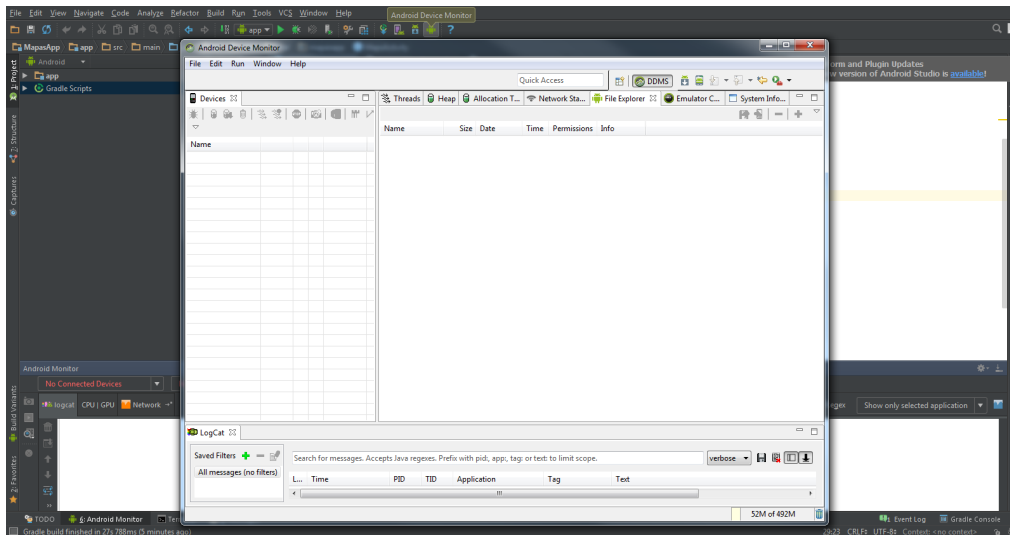 File Edit View Navigate Code Analyze Refactor Build Run Tools VCS Window Help
Android Device Monitor
app
MapasApp app src main
Android Device Monitor
Android
File Edit Run Window Help
orm and Plugin Updates
w version of Android Studio is available!
app
Gradle Scripts
Quick Access
DDMS
1: Project
Devices
Threads Heap Allocation T... Network Sta... File Explorer Emulator C... System Info...
Name Size Date Time Permissions Info
Name
7: Structure
Captures
Android Monitor
No Connected Devices
logcat CPU | GPU Network →"
egex Show only selected application
Build Variants
LogCat
Saved Filters
Search for messages. Accepts Java regexes. Prefix with pid:, app:, tag: or text: to limit scope.
verbose
All messages (no filters)
L... Time PID TID Application Tag Text
2: Favorites
52M of 492M
TODO 6: Android Monitor Ter
1 Event Log Gradle Console
Gradle build finished in 27s 788ms (5 minutes ago)
29:23 CRLF÷ UTF-8÷ Context: <no context>